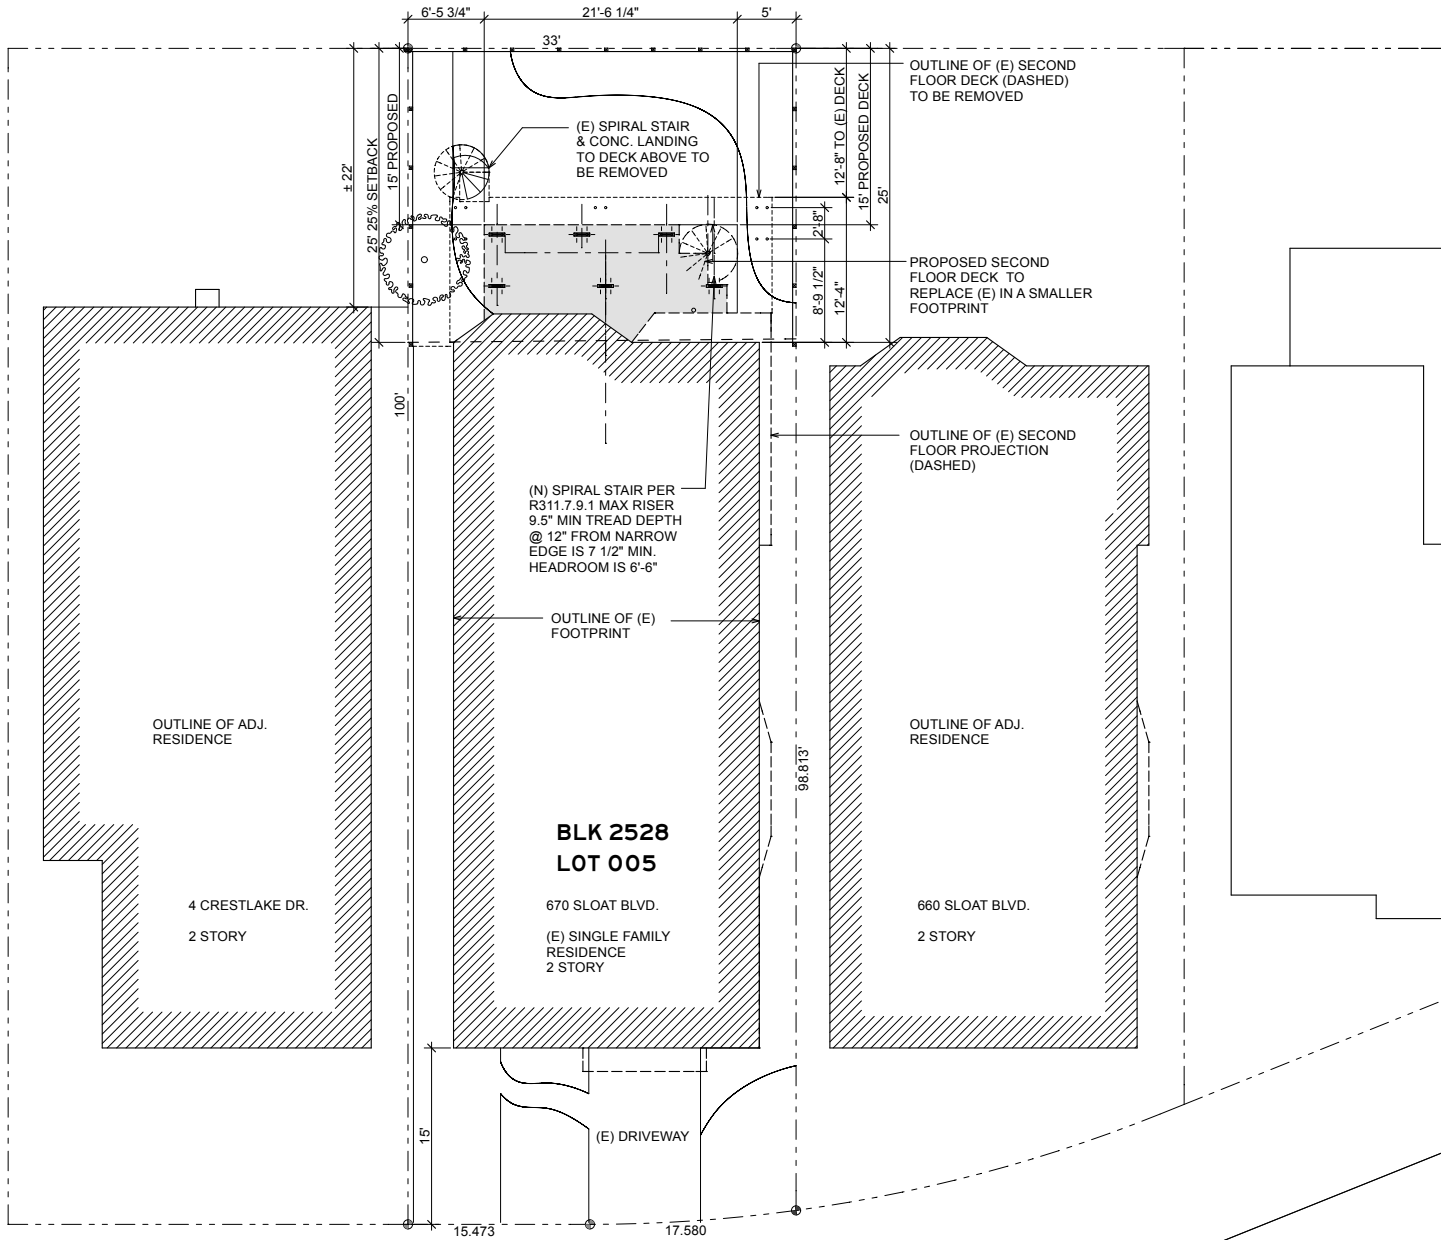 6'-5 3/4"
21'-6 1/4"
5'
33'
OUTLINE OF (E) SECOND
FLOOR DECK (DASHED)
TO BE REMOVED
(E) SPIRAL STAIR
& CONC. LANDING
TO DECK ABOVE TO
BE REMOVED
± 22'
25' 25% SETBACK
15' PROPOSED
12'-8" TO (E) DECK
15' PROPOSED DECK
25'
2'-8"
8'-9 1/2"
12'-4"
PROPOSED SECOND
FLOOR DECK TO
REPLACE (E) IN A SMALLER
FOOTPRINT
100'
OUTLINE OF (E) SECOND
FLOOR PROJECTION
(DASHED)
(N) SPIRAL STAIR PER
R311.7.9.1 MAX RISER
9.5" MIN TREAD DEPTH
@ 12" FROM NARROW
EDGE IS 7 1/2" MIN.
HEADROOM IS 6'-6"
OUTLINE OF (E)
FOOTPRINT
OUTLINE OF ADJ.
RESIDENCE
OUTLINE OF ADJ.
RESIDENCE
98.813'
BLK 2528
LOT 005
4 CRESTLAKE DR.
2 STORY
670 SLOAT BLVD.
(E) SINGLE FAMILY
RESIDENCE
2 STORY
660 SLOAT BLVD.
2 STORY
15'
(E) DRIVEWAY
15.473
17.580